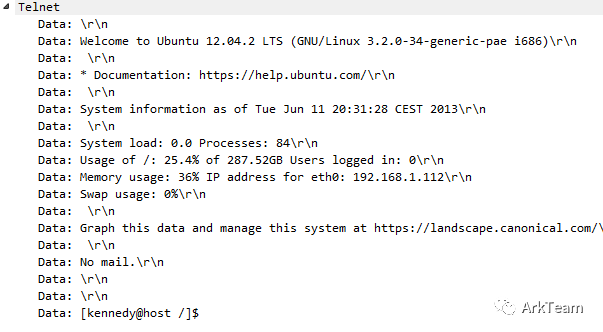 Telnet
Data: \r\n
Data: Welcome to Ubuntu 12.04.2 LTS (GNU/Linux 3.2.0-34-generic-pae i686)\r\n
Data:  \r\n
Data: * Documentation: https://help.ubuntu.com/\r\n
Data:  \r\n
Data: System information as of Tue Jun 11 20:31:28 CEST 2013\r\n
Data:  \r\n
Data: System load: 0.0 Processes: 84\r\n
Data: Usage of /: 25.4% of 287.52GB Users logged in: 0\r\n
Data: Memory usage: 36% IP address for eth0: 192.168.1.112\r\n
Data: Swap usage: 0%\r\n
Data:  \r\n
Data: Graph this data and manage this system at https://landscape.canonical.com/\
Data:  \r\n
Data: No mail.\r\n
Data: \r\n
Data: \r\n
Data: [kennedy@host /]$
ArkTeam